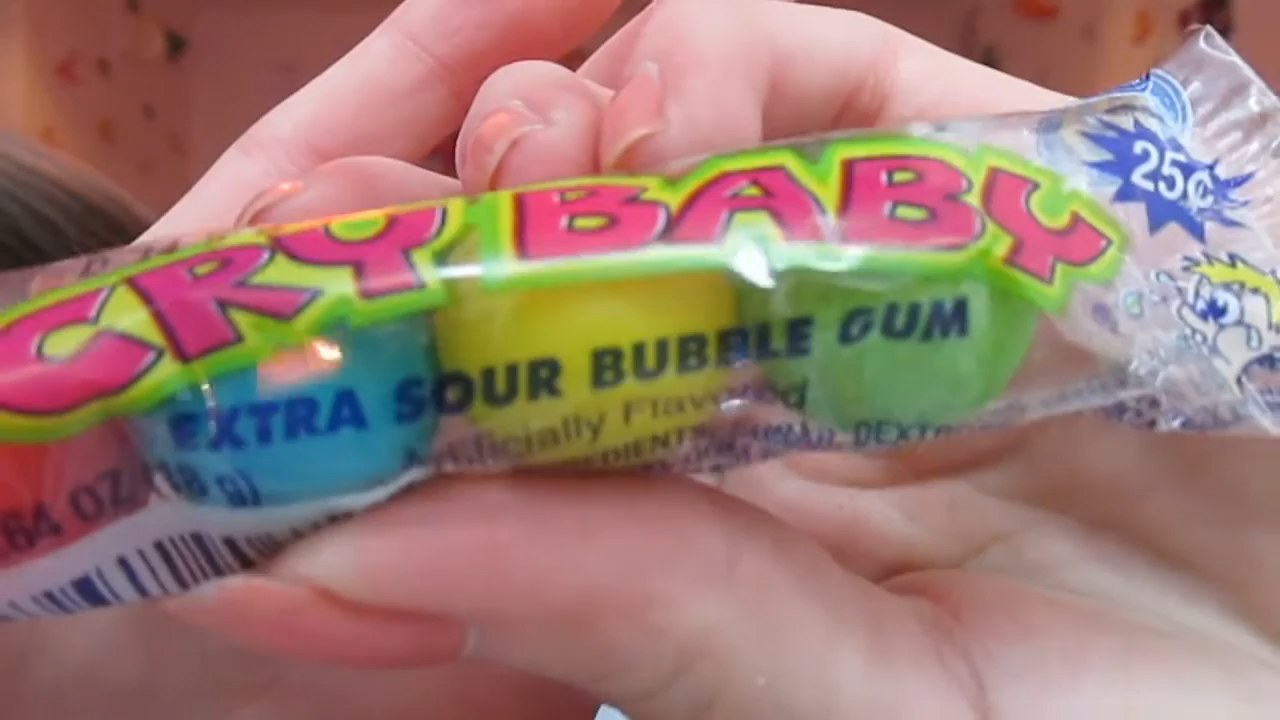 CRY BABY
25¢
EXTRA SOUR BUBBLE GUM
Artificially Flavored
64 OZ (18 g)